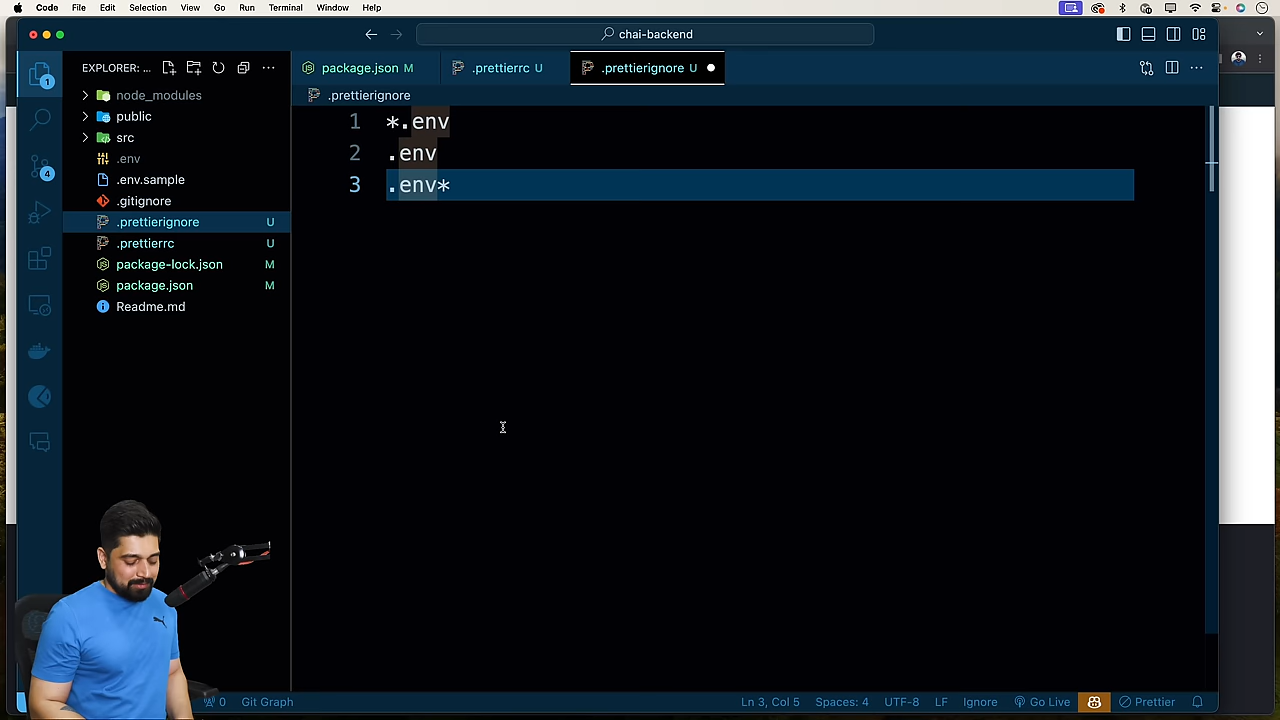 Code File Edit Selection View Go Run Terminal Window Help
chai-backend
EXPLORER: ...
package.json M
.prettierrc U
.prettierignore U
.prettierignore
node_modules
public
src
.env
.env.sample
.gitignore
.prettierignore U
.prettierrc U
package-lock.json M
package.json M
Readme.md
1
4
1 *.env
2 .env
3 .env*
0 Git Graph
Ln 3, Col 5 Spaces: 4 UTF-8 LF Ignore Go Live Prettier